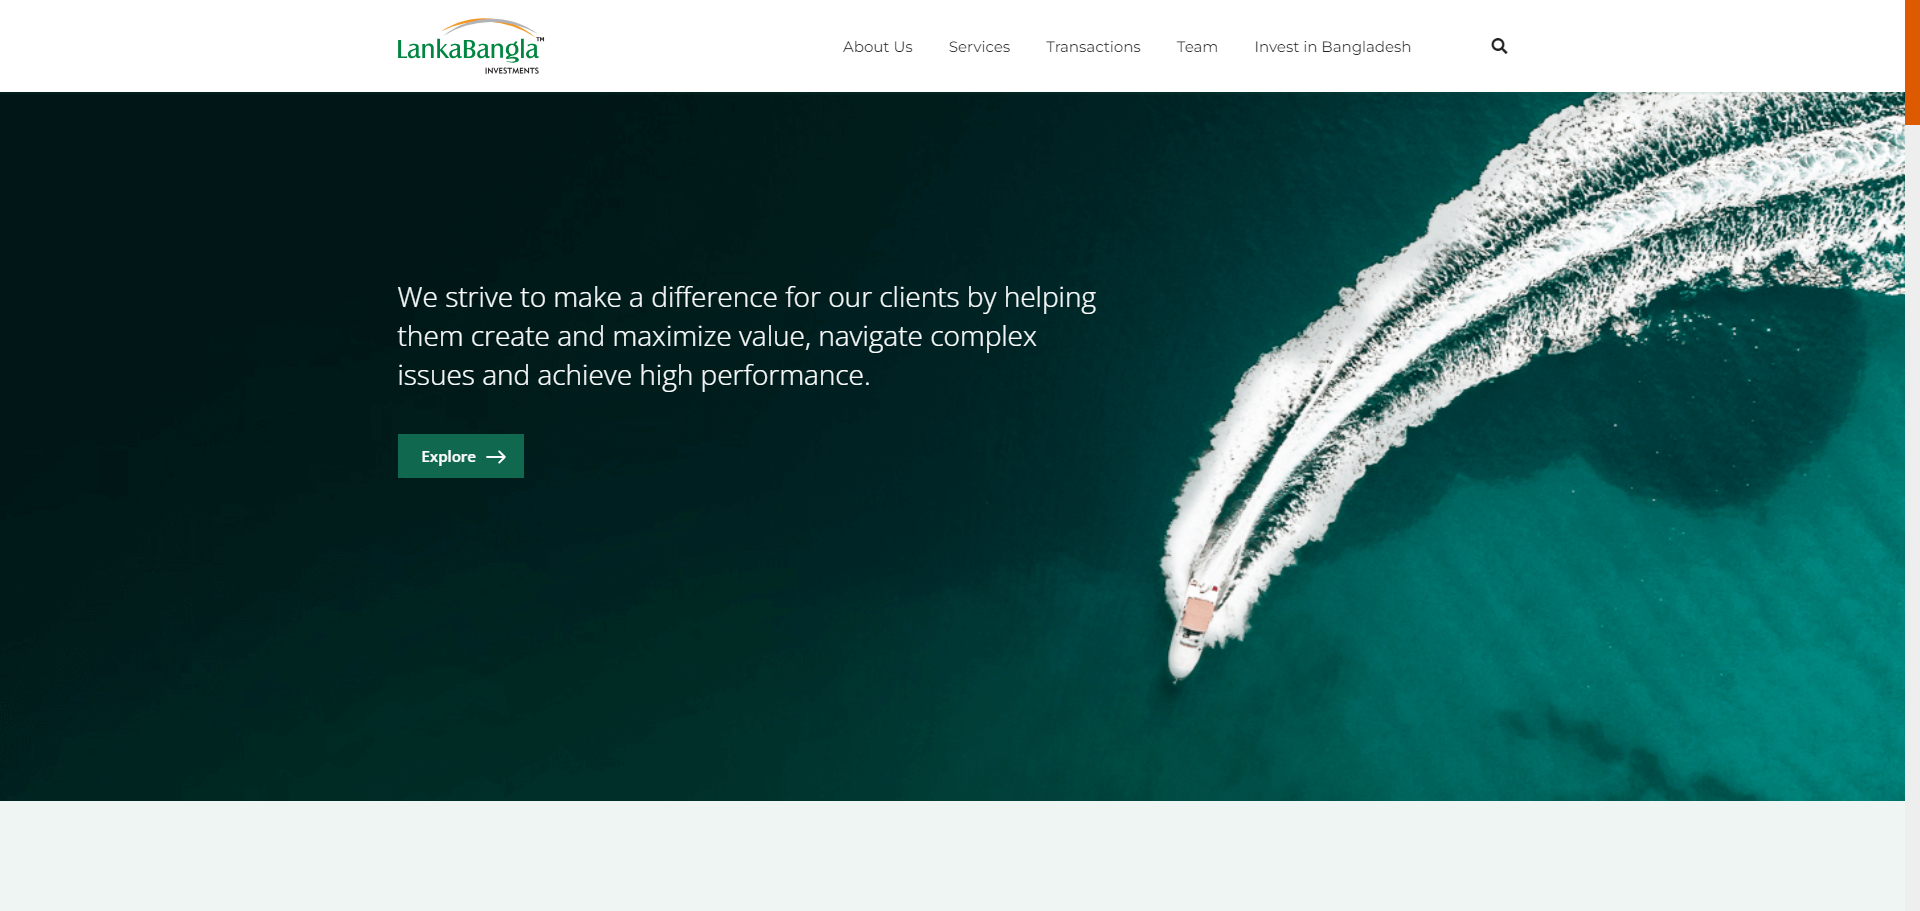 LankaBangla™
INVESTMENTS
About Us
Services
Transactions
Team
Invest in Bangladesh
We strive to make a difference for our clients by helping
them create and maximize value, navigate complex
issues and achieve high performance.
Explore